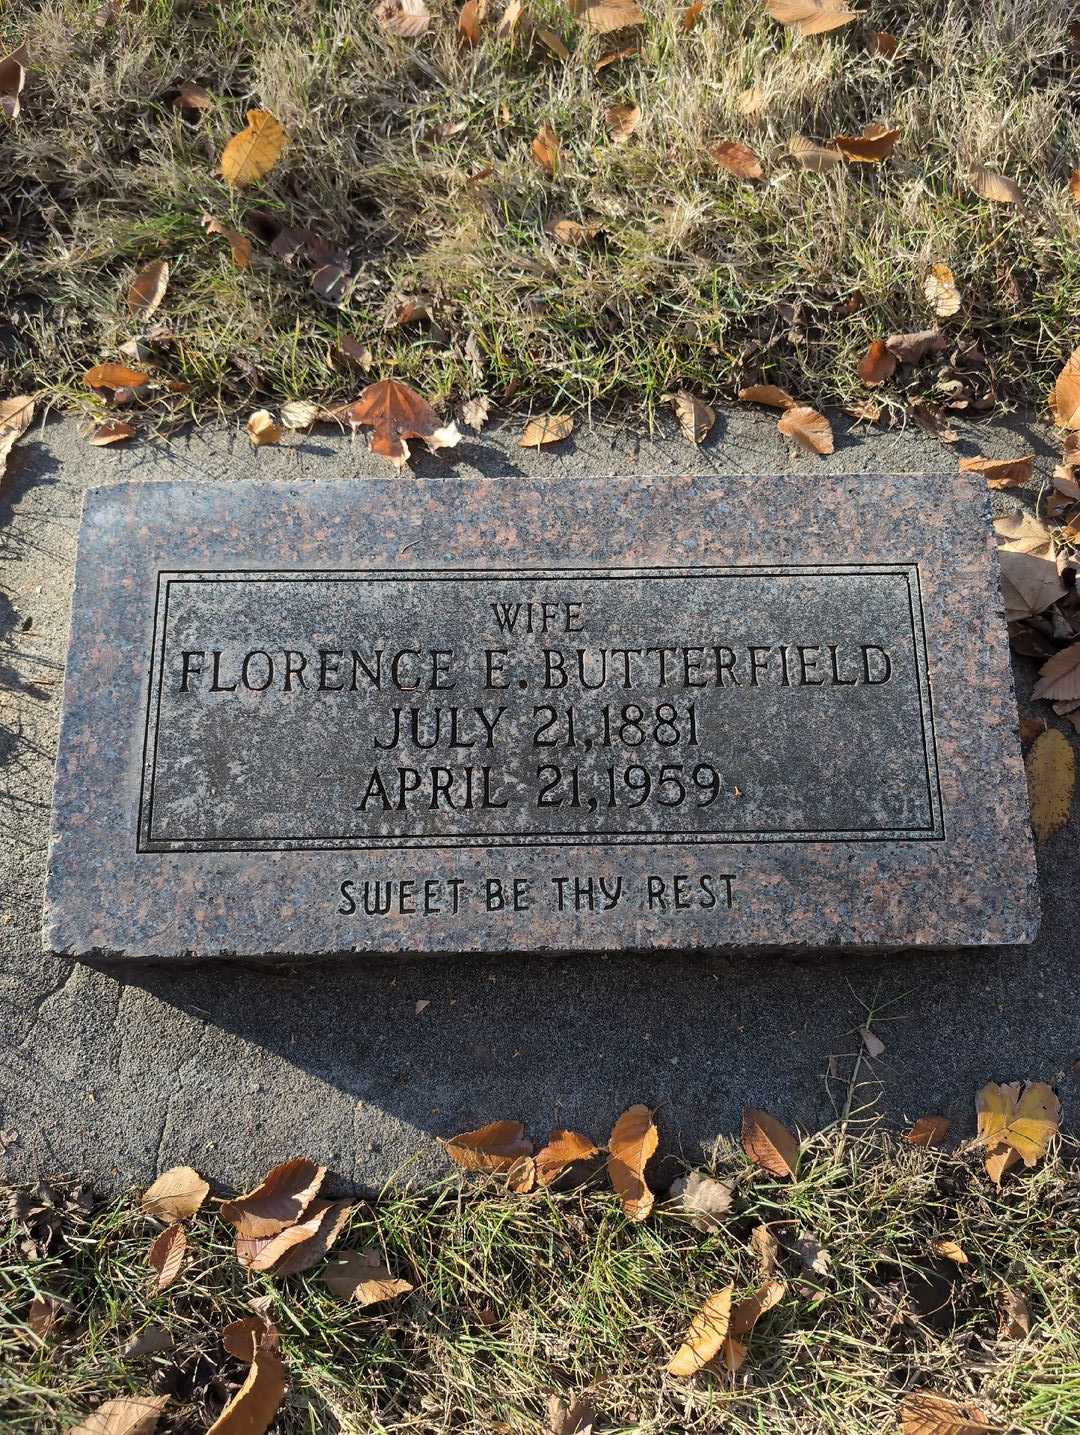 WIFE
FLORENCE E. BUTTERFIELD
JULY 21, 1881
APRIL 21, 1959
SWEET BE THY REST